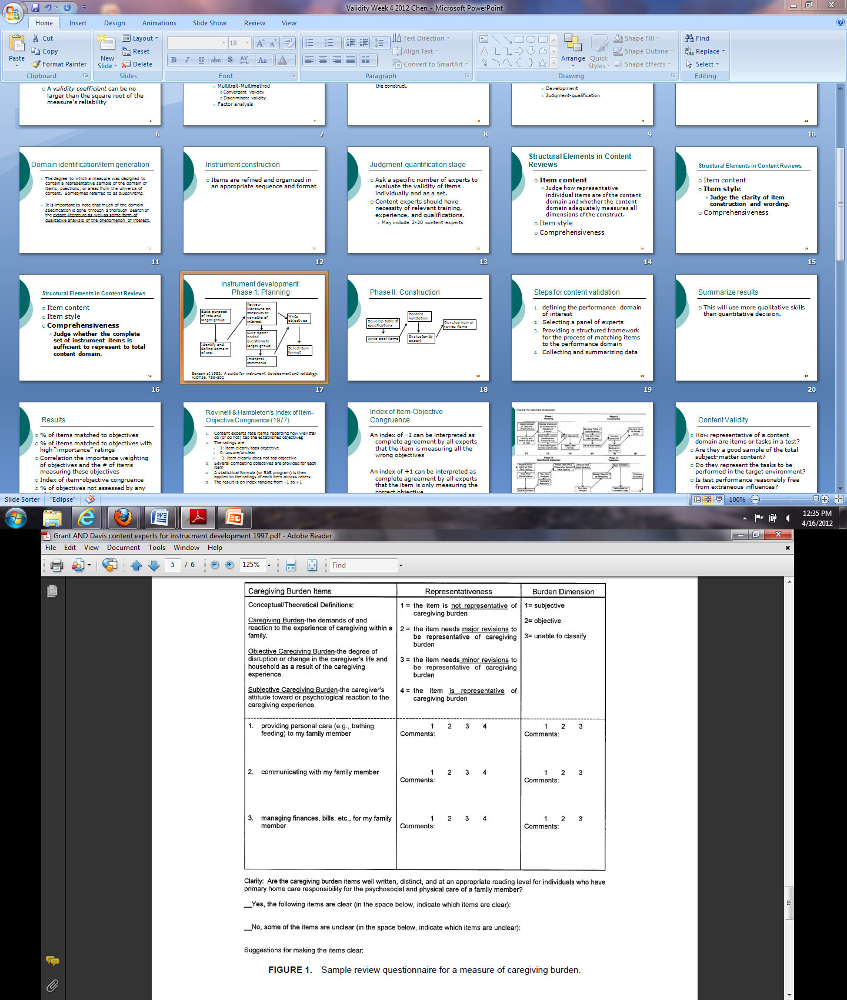 Validity Week 4 2012 Chen - Microsoft PowerPoint
Home Insert Design Animations Slide Show Review View
Paste
Cut
Copy
Format Painter
New Slide
Layout
Reset
Delete
18
Text Direction
Align Text
Convert to SmartArt
Arrange
Quick Styles
Shape Fill
Shape Outline
Shape Effects
Find
Replace
Select
Clipboard Slides Font Paragraph Drawing Editing
A validity coefficient can be no
larger than the square root of the
measure's reliability
6
Multitrait-Multimethod
Convergent validity
Discriminate validity
Factor analysis
7
the construct.
8
Development
Judgment-qualification
9
10
Domain identification/item generation
The degree to which a measure was designed to
contain a representative sample of the domain of
items, questions, or areas from the universe of
content. Sometimes referred to as blueprinting.
It is important to note that much of the domain
specification is done through a thorough search of
the extant literature as well as some form of
qualitative analysis of the phenomenon of interest.
11
Instrument construction
Items are refined and organized in
an appropriate sequence and format
12
Judgment-quantification stage
Ask a specific number of experts to
evaluate the validity of items
individually and as a set.
Content experts should have
necessity of relevant training,
experience, and qualifications.
May include 2-20 content experts
13
Structural Elements in Content
Reviews
Item content
Judge how representative
individual items are of the content
domain and whether the content
domain adequately measures all
dimensions of the construct.
Item style
Comprehensiveness
14
Structural Elements in Content Reviews
Item content
Item style
Judge the clarity of item
construction and wording.
Comprehensiveness
15
Structural Elements in Content Reviews
Item content
Item style
Comprehensiveness
Judge whether the complete
set of instrument items is
sufficient to represent to total
content domain.
16
Instrument development:
Phase 1: Planning
State purpose
of Test and
target group
Identify and
define domain
of test
Review
literature on
construct or
variable of
interest
Give open-
ended
questions to
target group
Interpret
comments
Write
objectives
Select item
format
Benson et 1982. A guide for instrument development and validation.
AJOT36, 789-800
17
Phase II: Construction
Develop table of
specifications
Write pool items
Content
Validation
Evaluation by
expert
Develop new or
revise items
18
Steps for content validation
1. defining the performance domain
of interest
2. Selecting a panel of experts
3. Providing a structured framework
for the process of matching items
to the performance domain
4. Collecting and summarizing data
19
Summarize results
This will use more qualitative skills
than quantitative decision.
20
Results
% of items matched to objectives
% of items matched to objectives with
high "importance" ratings
Correlation the importance weighting
of objectives and the # of items
measuring these objectives
Index of item-objective congruence
% of objectives not assessed by any
Rovinelli & Hambleton's Index of Item-
Objective Congruence (1977)
1. Content experts rate items regarding how well they
do (or do not) tap the established objectives
2. The ratings are:
1: Item clearly taps objective
0: unsure/unclear
-1: Item clearly does not tap objective
3. Several competing objectives are provided for each
item
4. A statistical formula (or SAS program) is then
applied to the ratings of each item across raters.
5. The result is an index ranging from –1 to +1
Index of Item-Objective
Congruence
An index of –1 can be interpreted as
complete agreement by all experts
that the item is measuring all the
wrong objectives
An index of +1 can be interpreted as
complete agreement by all experts
that the item is only measuring the
correct objective
Flowchart for Instrument Development
Phase I
Planning
Phase II
Construction
Phase III
Quantitative Evaluation
Content Validity
How representative of a content
domain are items or tasks in a test?
Are they a good sample of the total
subject-matter content?
Do they represent the tasks to be
performed in the target environment?
Is test performance reasonably free
from extraneous influences?
Slide Sorter "Eclipse" 100%
12:35 PM
4/16/2012
Grant AND Davis content experts for instrucment development 1997.pdf - Adobe Reader
File Edit View Document Tools Window Help
5 / 6 125% Find
Caregiving Burden Items Representativeness Burden Dimension
Conceptual/Theoretical Definitions:
Caregiving Burden-the demands of and
reaction to the experience of caregiving within a
family.
Objective Caregiving Burden-the degree of
disruption or change in the caregiver's life and
household as a result of the caregiving
experience.
Subjective Caregiving Burden-the caregiver's
attitude toward or psychological reaction to the
caregiving experience.
1 = the item is not representative of
caregiving burden
2 = the item needs major revisions to
be representative of caregiving
burden
3 = the item needs minor revisions to
be representative of caregiving
burden
4 = the item is representative of
caregiving burden
1= subjective
2= objective
3= unable to classify
1. providing personal care (e.g., bathing,
feeding) to my family member
1 2 3 4
Comments:
1 2 3
Comments:
2. communicating with my family member
1 2 3 4
Comments:
1 2 3
Comments:
3. managing finances, bills, etc., for my family
member
1 2 3 4
Comments:
1 2 3
Comments:
Clarity: Are the caregiving burden items well written, distinct, and at an appropriate reading level for individuals who have
primary home care responsibility for the psychosocial and physical care of a family member?
__Yes, the following items are clear (in the space below, indicate which items are clear):
__No, some of the items are unclear (in the space below, indicate which items are unclear):
Suggestions for making the items clear:
FIGURE 1. Sample review questionnaire for a measure of caregiving burden.